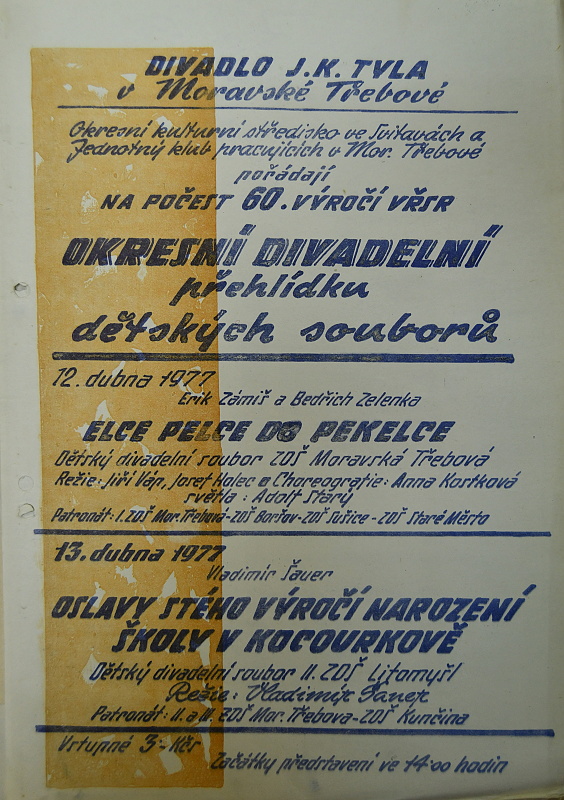 DIVADLO J.K. TYLA
v Moravské Třebové
Okresní kulturní středisko ve Svitavách a
Jednotný klub pracujících v Mor. Třebové
pořádají
NA POČEST 60. VÝROČÍ VŘSR
OKRESNÍ DIVADELNÍ
přehlídku
dětských souborů
12. dubna 1977
Erik Zámiš a Bedřich Zelenka
ELCE PELCE DO PEKELCE
Dětský divadelní soubor ZDŠ Moravská Třebová
Režie: Jiří Ván, Josef Holec Choreografie: Anna Kortková
světla: Adolf Starý
Patronát: I. ZDŠ Mor. Třebová-ZDŠ Boršov-ZDŠ Sušice-ZDŠ Staré Město
13. dubna 1977
Vladimír Šauer
OSLAVY STÉHO VÝROČÍ NAROZENÍ
ŠKOLY V KOCOURKOVĚ
Dětský divadelní soubor II. ZDŠ Litomyšl
Režie: Vladimír Šauer
Patronát: II. a III. ZDŠ Mor. Třebova-ZDŠ Kunčina
Vstupné 3- Kčs
Začátky představení ve 14:00 hodin